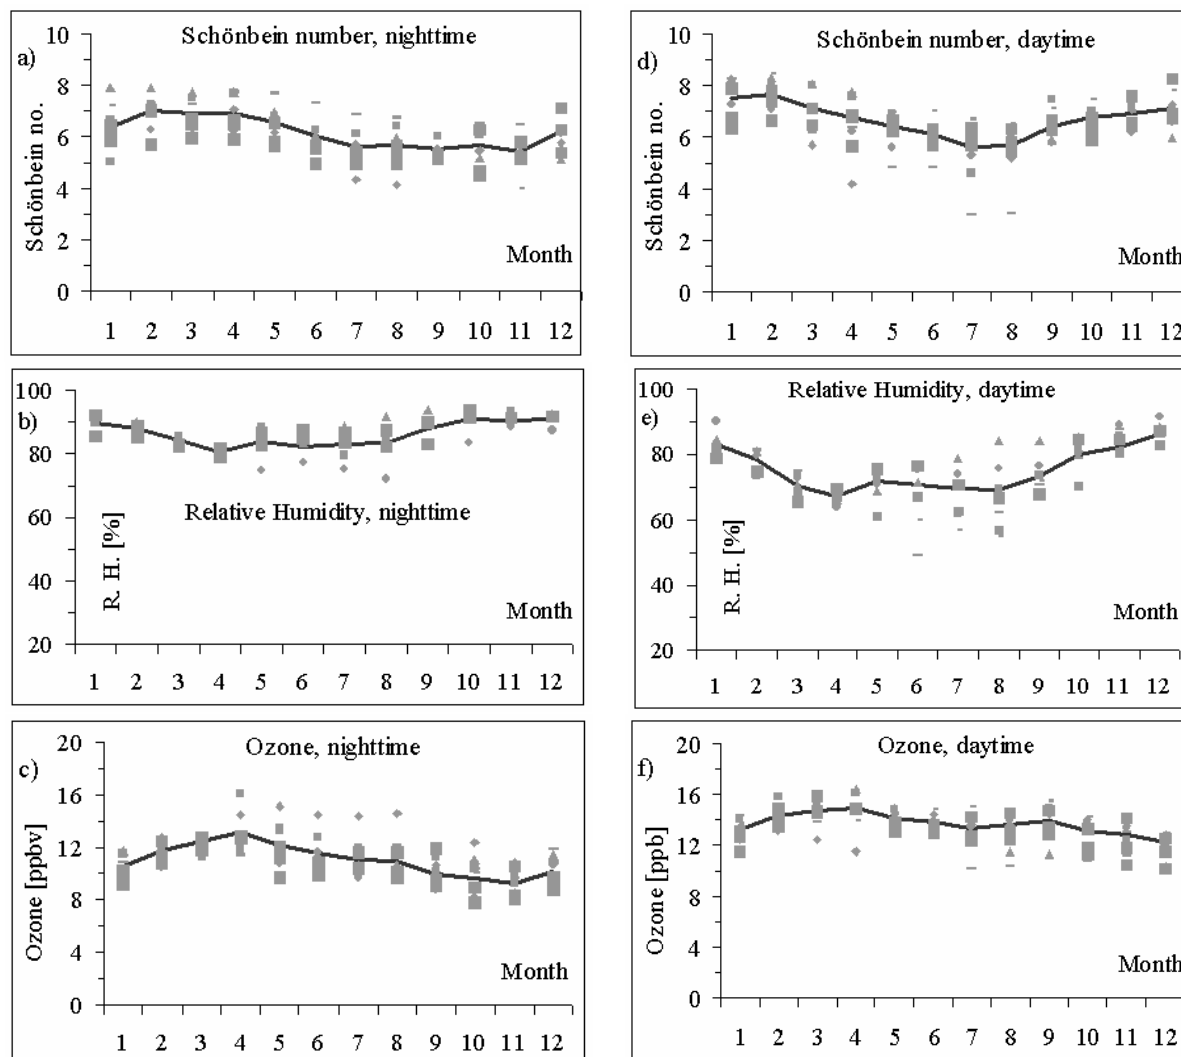 a)
Schönbein number, nighttime
Schönbein no.
10
8
6
4
2
0
Month
1 2 3 4 5 6 7 8 9 10 11 12
d)
Schönbein number, daytime
Schönbein no.
10
8
6
4
2
0
Month
1 2 3 4 5 6 7 8 9 10 11 12
b)
100
80
60
40
20
Relative Humidity, nighttime
R. H. [%]
Month
1 2 3 4 5 6 7 8 9 10 11 12
e)
Relative Humidity, daytime
100
80
60
40
20
R. H. [%]
Month
1 2 3 4 5 6 7 8 9 10 11 12
c)
Ozone, nighttime
Ozone [ppbv]
20
16
12
8
4
0
Month
1 2 3 4 5 6 7 8 9 10 11 12
f)
Ozone, daytime
Ozone [ppb]
20
16
12
8
4
0
Month
1 2 3 4 5 6 7 8 9 10 11 12